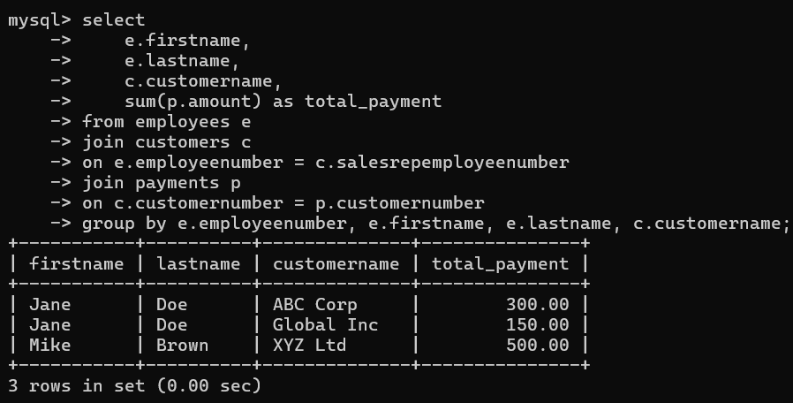 mysql> select
    ->     e.firstname,
    ->     e.lastname,
    ->     c.customername,
    ->     sum(p.amount) as total_payment
    -> from employees e
    -> join customers c
    -> on e.employeenumber = c.salesrepemployeenumber
    -> join payments p
    -> on c.customernumber = p.customernumber
    -> group by e.employeenumber, e.firstname, e.lastname, c.customername;
+-----------+----------+--------------+---------------+
| firstname | lastname | customername | total_payment |
+-----------+----------+--------------+---------------+
| Jane      | Doe      | ABC Corp     |        300.00 |
| Jane      | Doe      | Global Inc   |        150.00 |
| Mike      | Brown    | XYZ Ltd      |        500.00 |
+-----------+----------+--------------+---------------+
3 rows in set (0.00 sec)